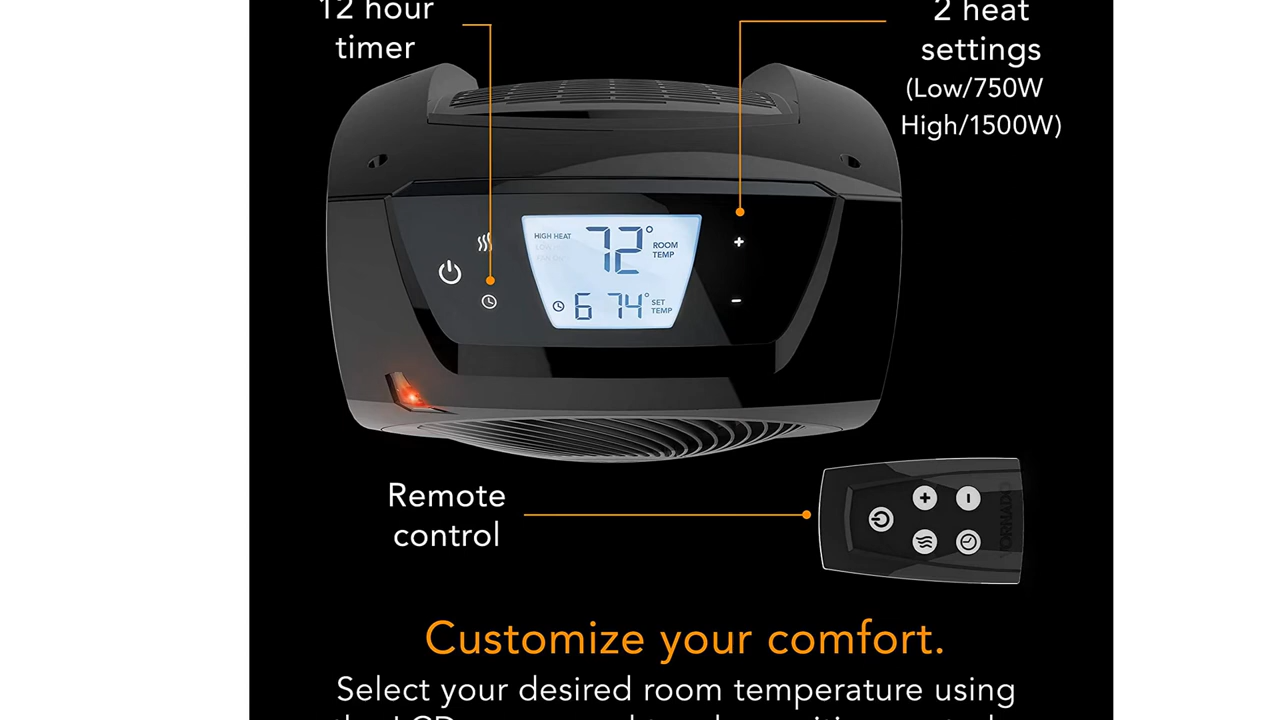 12 hour
timer
2 heat
settings
(Low/750W
High/1500W)
HIGH HEAT
72°
ROOM
TEMP
6 74°
SET
TEMP
Remote
control
+ -
VORNADO
Customize your comfort.
Select your desired room temperature using